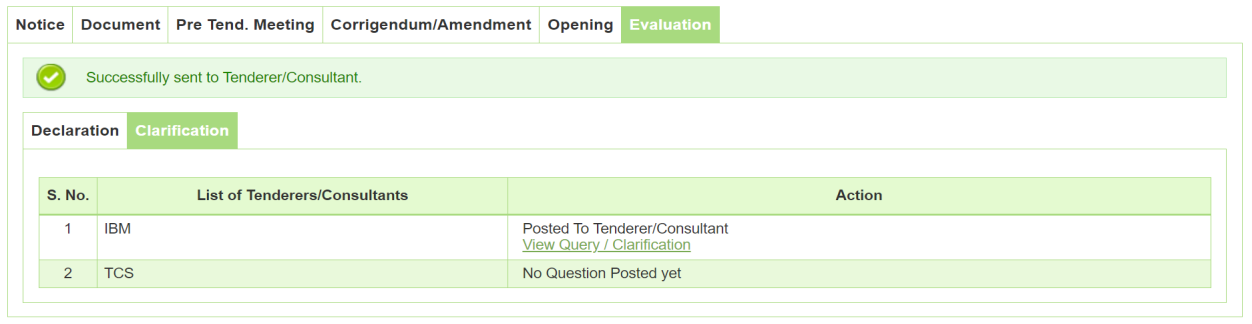 Notice Document Pre Tend. Meeting Corrigendum/Amendment Opening Evaluation
Successfully sent to Tenderer/Consultant.
Declaration Clarification
S. No. List of Tenderers/Consultants Action
1 IBM Posted To Tenderer/Consultant
View Query / Clarification
2 TCS No Question Posted yet